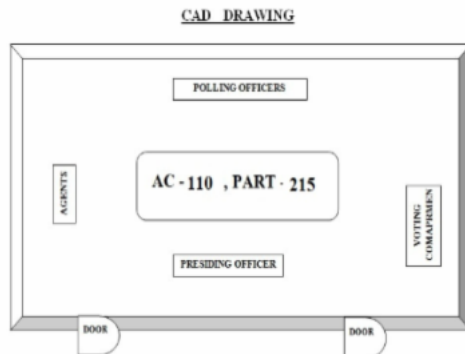 CAD DRAWING
POLLING OFFICERS
AGENTS
AC - 110 , PART - 215
VOTING
COMAPRMEN
PRESIDING OFFICER
DOOR
DOOR